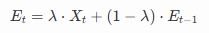 E_t = λ · X_t + (1 − λ) · E_{t−1}